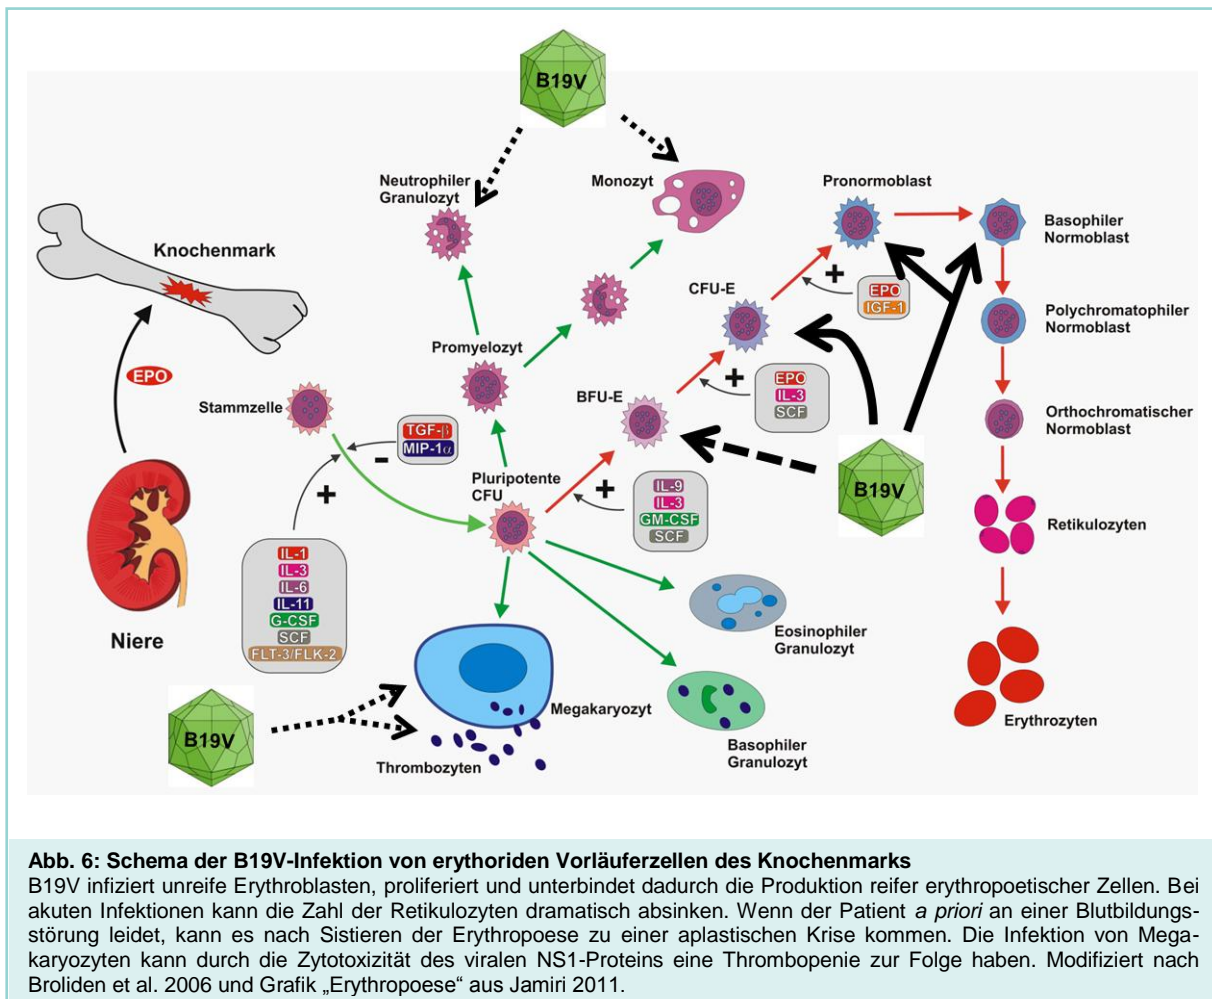 B19V
Neutrophiler
Granulozyt
Monozyt
Pronormoblast
Basophiler
Normoblast
Knochenmark
CFU-E
EPO
IGF-1
+
Polychromatophiler
Normoblast
Promyelozyt
EPO
Stammzelle
BFU-E
+
EPO
IL-3
SCF
Orthochromatischer
Normoblast
TGF-β
MIP-1α
-
+
Pluripotente
CFU
+
IL-9
IL-3
GM-CSF
SCF
B19V
Retikulozyten
IL-1
IL-3
IL-6
IL-11
G-CSF
SCF
FLT-3/FLK-2
Niere
Eosinophiler
Granulozyt
Megakaryozyt
Erythrozyten
B19V
Thrombozyten
Basophiler
Granulozyt
Abb. 6: Schema der B19V-Infektion von erythoriden Vorläuferzellen des Knochenmarks
B19V infiziert unreife Erythroblasten, proliferiert und unterbindet dadurch die Produktion reifer erythropoetischer Zellen. Bei
akuten Infektionen kann die Zahl der Retikulozyten dramatisch absinken. Wenn der Patient a priori an einer Blutbildungs-
störung leidet, kann es nach Sistieren der Erythropoese zu einer aplastischen Krise kommen. Die Infektion von Mega-
karyozyten kann durch die Zytotoxizität des viralen NS1-Proteins eine Thrombopenie zur Folge haben. Modifiziert nach
Broliden et al. 2006 und Grafik „Erythropoese“ aus Jamiri 2011.